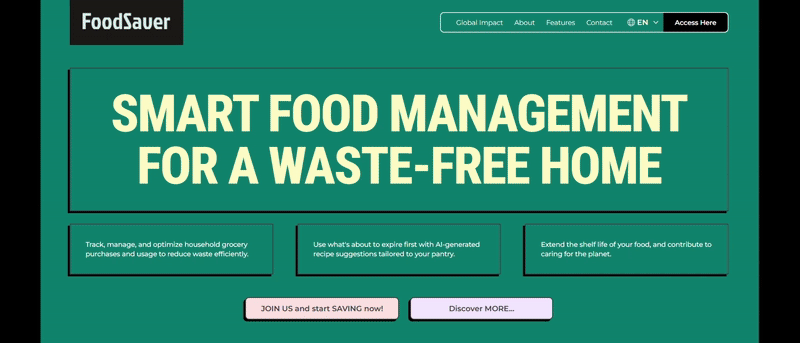 FoodSaver
Global Impact About Features Contact EN Access Here
SMART FOOD MANAGEMENT
FOR A WASTE-FREE HOME
Track, manage, and optimize household grocery
purchases and usage to reduce waste efficiently.
Use what's about to expire first with AI-generated
recipe suggestions tailored to your pantry.
Extend the shelf life of your food, and contribute to
caring for the planet.
JOIN US and start SAVING now!
Discover MORE...